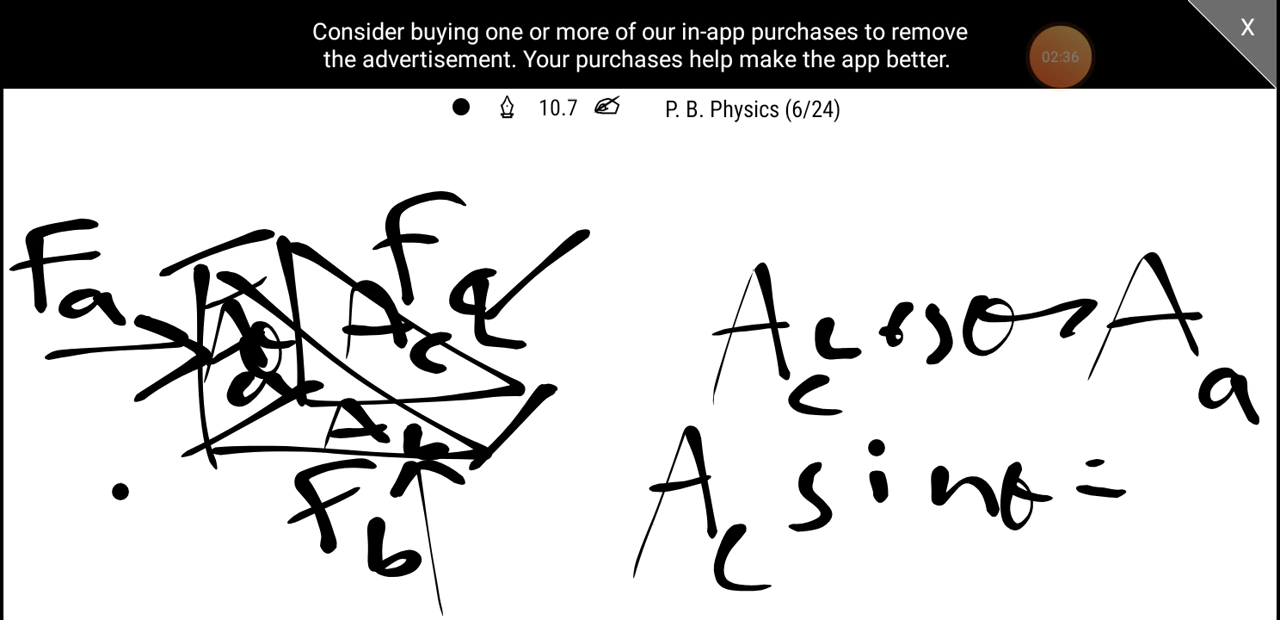 Consider buying one or more of our in-app purchases to remove
the advertisement. Your purchases help make the app better.
02:36
X
10.7
P. B. Physics (6/24)
Fa
Fc
Ac
Ab
Fb
θ
Ac cosθ = Aa
Ac sinθ =